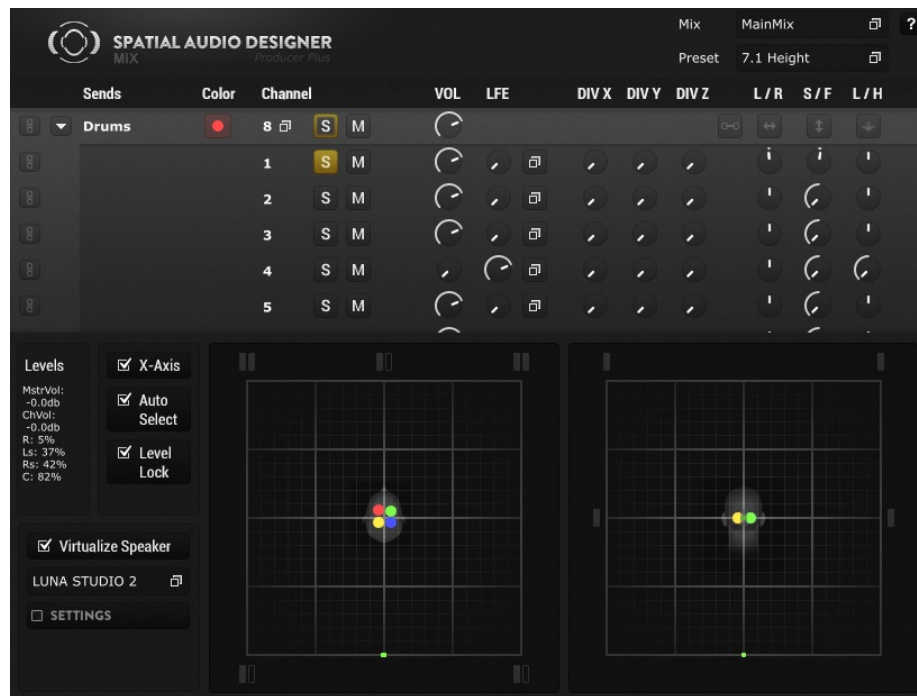 Mix MainMix ?
SPATIAL AUDIO DESIGNER
MIX Producer Plus
Preset 7.1 Height
Sends Color Channel VOL LFE DIV X DIV Y DIV Z L / R S / F L / H
Drums 8 S M
1 S M
2 S M
3 S M
4 S M
5 S M
Levels
MstrVol:
-0.0db
ChVol:
-0.0db
R: 5%
Ls: 37%
Rs: 42%
C: 82%
X-Axis
Auto
Select
Level
Lock
Virtualize Speaker
LUNA STUDIO 2
SETTINGS